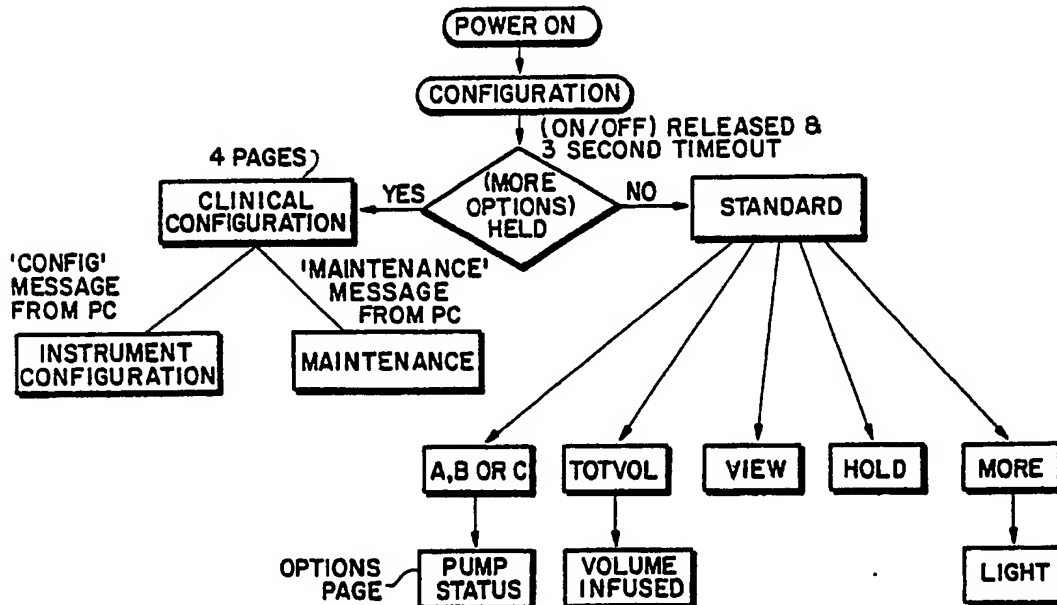 POWER ON
CONFIGURATION
(ON/OFF) RELEASED &
3 SECOND TIMEOUT
4 PAGES
CLINICAL
CONFIGURATION
YES
(MORE
OPTIONS)
HELD
NO
STANDARD
'CONFIG'
MESSAGE
FROM PC
'MAINTENANCE'
MESSAGE
FROM PC
INSTRUMENT
CONFIGURATION
MAINTENANCE
A,B OR C
TOTVOL
VIEW
HOLD
MORE
OPTIONS
PAGE
PUMP
STATUS
VOLUME
INFUSED
LIGHT